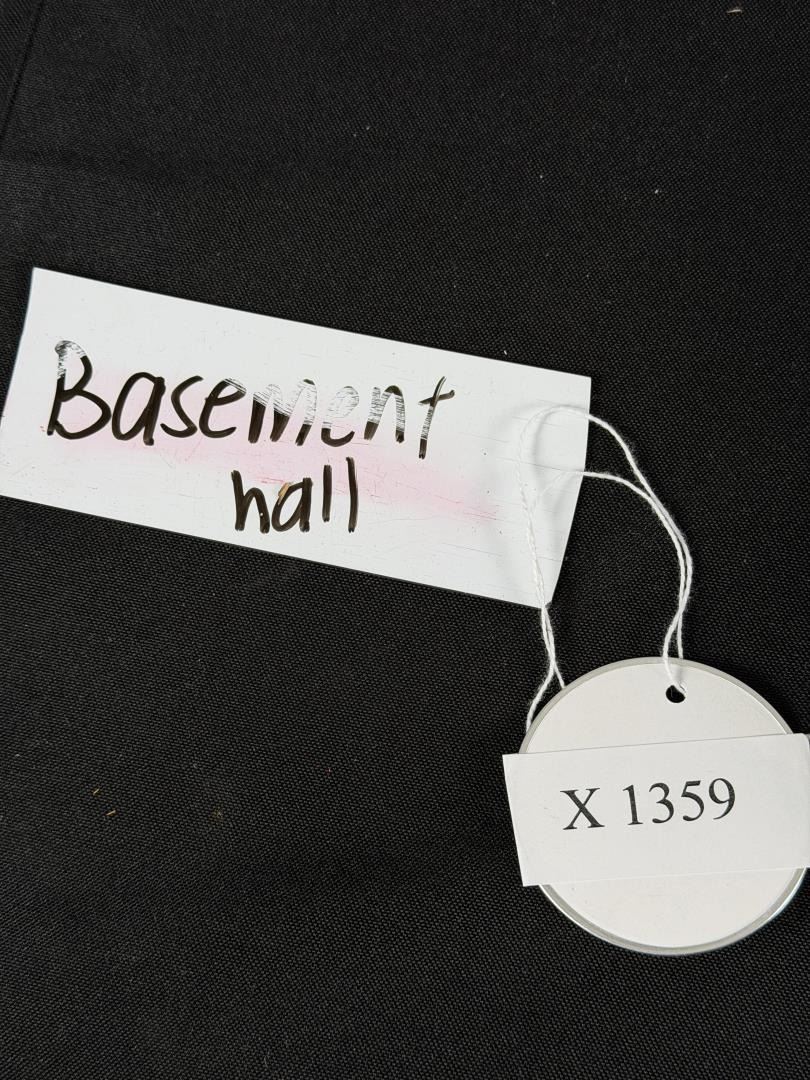 Basement
hall
X 1359